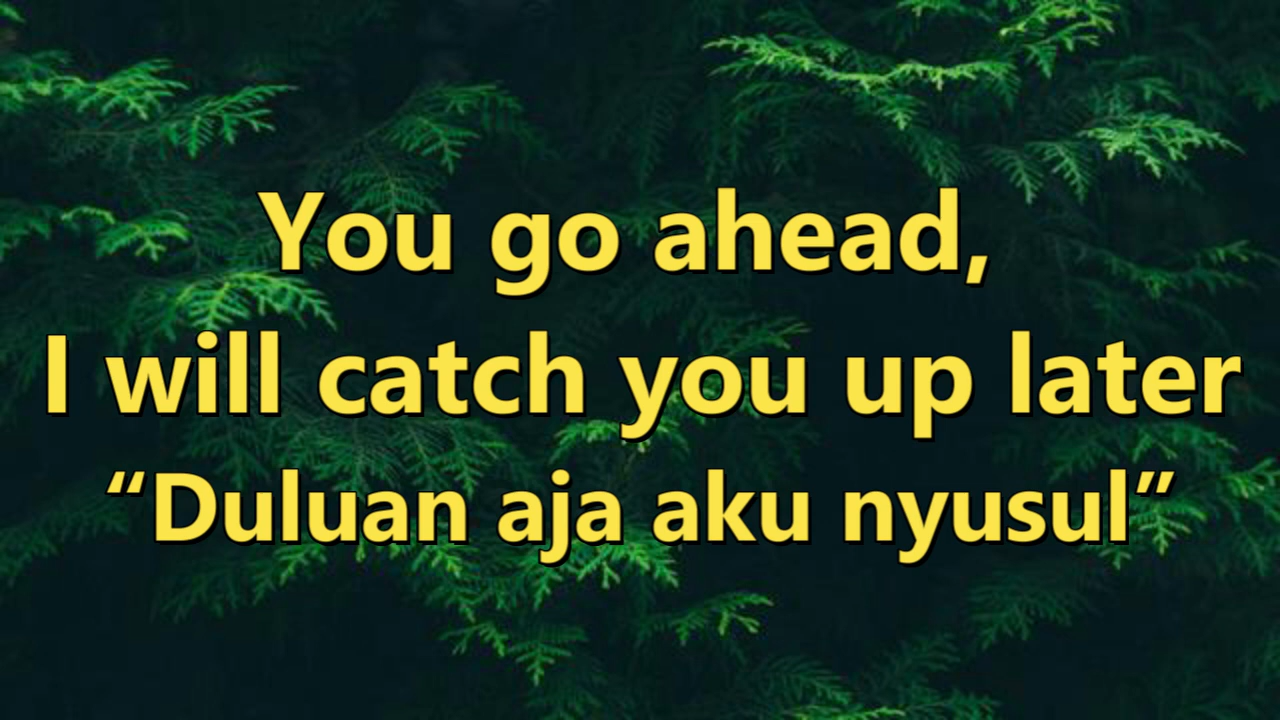 You go ahead,
I will catch you up later
“Duluan aja aku nyusul”